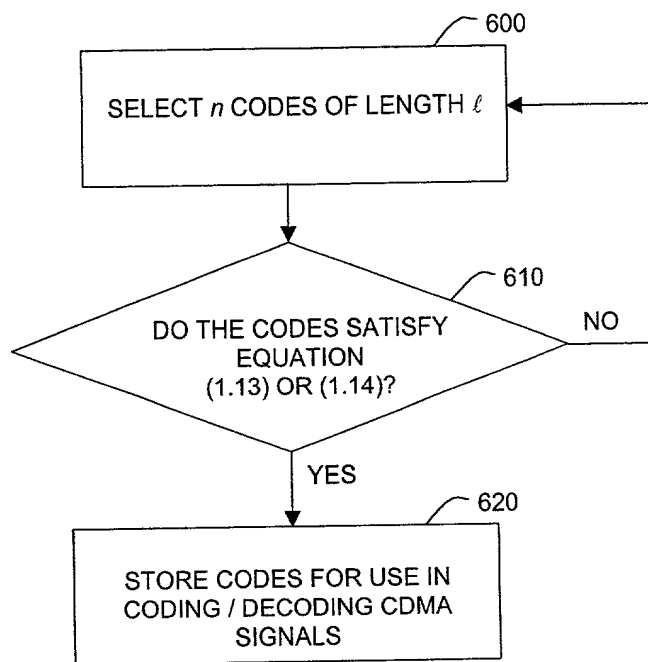 600
SELECT n CODES OF LENGTH ℓ
610
DO THE CODES SATISFY
EQUATION
(1.13) OR (1.14)?
NO
YES
620
STORE CODES FOR USE IN
CODING / DECODING CDMA
SIGNALS